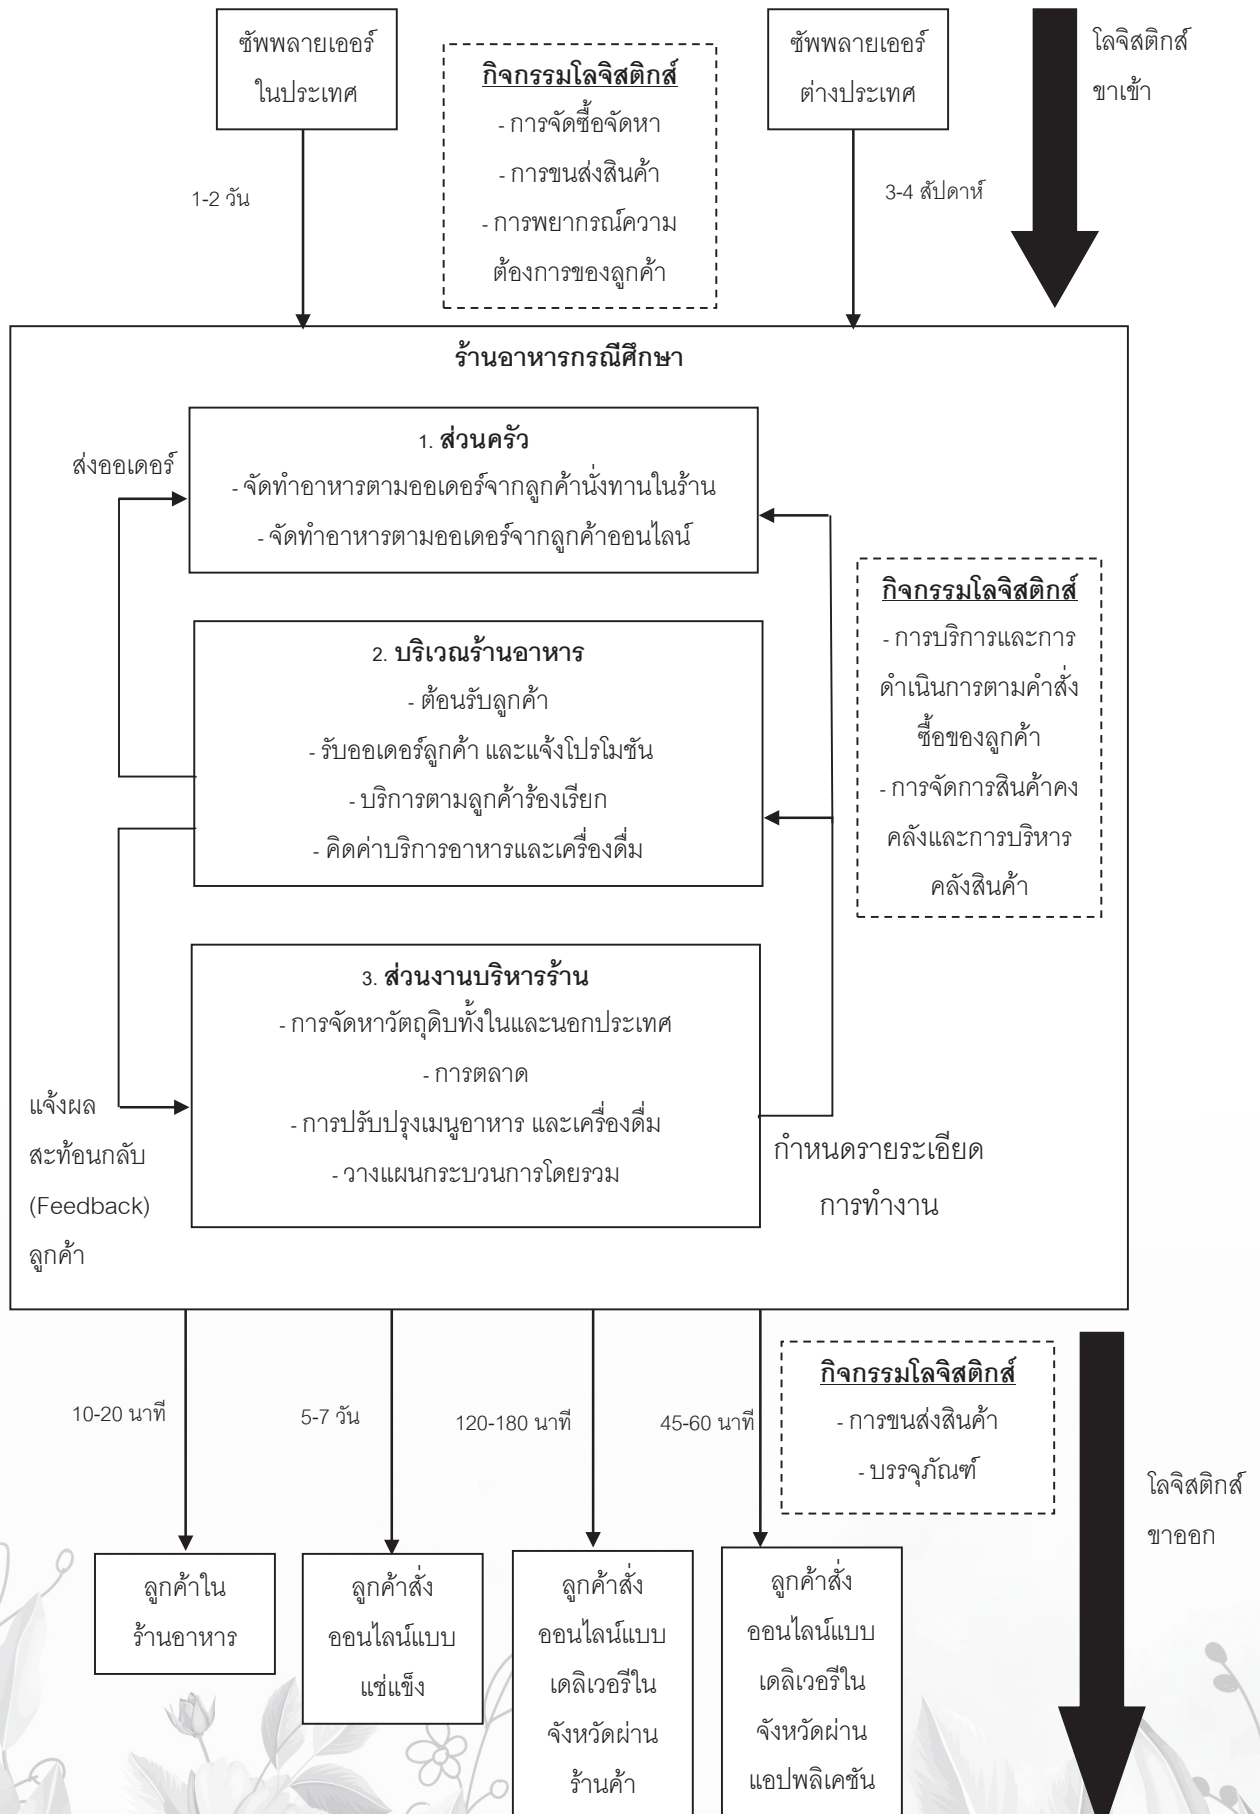 ซัพพลายเออร์
ในประเทศ
กิจกรรมโลจิสติกส์
- การจัดซื้อจัดหา
- การขนส่งสินค้า
- การพยากรณ์ความ
ต้องการของลูกค้า
ซัพพลายเออร์
ต่างประเทศ
โลจิสติกส์
ขาเข้า
1-2 วัน
3-4 สัปดาห์
ร้านอาหารกรณีศึกษา
ส่งออเดอร์
1. ส่วนครัว
- จัดทำอาหารตามออเดอร์จากลูกค้านั่งทานในร้าน
- จัดทำอาหารตามออเดอร์จากลูกค้าออนไลน์
2. บริเวณร้านอาหาร
- ต้อนรับลูกค้า
- รับออเดอร์ลูกค้า และแจ้งโปรโมชัน
- บริการตามลูกค้าร้องเรียก
- คิดค่าบริการอาหารและเครื่องดื่ม
กิจกรรมโลจิสติกส์
- การบริการและการ
ดำเนินการตามคำสั่ง
ซื้อของลูกค้า
- การจัดการสินค้าคง
คลังและการบริหาร
คลังสินค้า
3. ส่วนงานบริหารร้าน
- การจัดหาวัตถุดิบทั้งในและนอกประเทศ
- การตลาด
- การปรับปรุงเมนูอาหาร และเครื่องดื่ม
- วางแผนกระบวนการโดยรวม
แจ้งผล
สะท้อนกลับ
(Feedback)
ลูกค้า
กำหนดรายระเอียด
การทำงาน
10-20 นาที
5-7 วัน
120-180 นาที
45-60 นาที
กิจกรรมโลจิสติกส์
- การขนส่งสินค้า
- บรรจุภัณฑ์
โลจิสติกส์
ขาออก
ลูกค้าใน
ร้านอาหาร
ลูกค้าสั่ง
ออนไลน์แบบ
แช่แข็ง
ลูกค้าสั่ง
ออนไลน์แบบ
เดลิเวอรีใน
จังหวัดผ่าน
ร้านค้า
ลูกค้าสั่ง
ออนไลน์แบบ
เดลิเวอรีใน
จังหวัดผ่าน
แอปพลิเคชัน